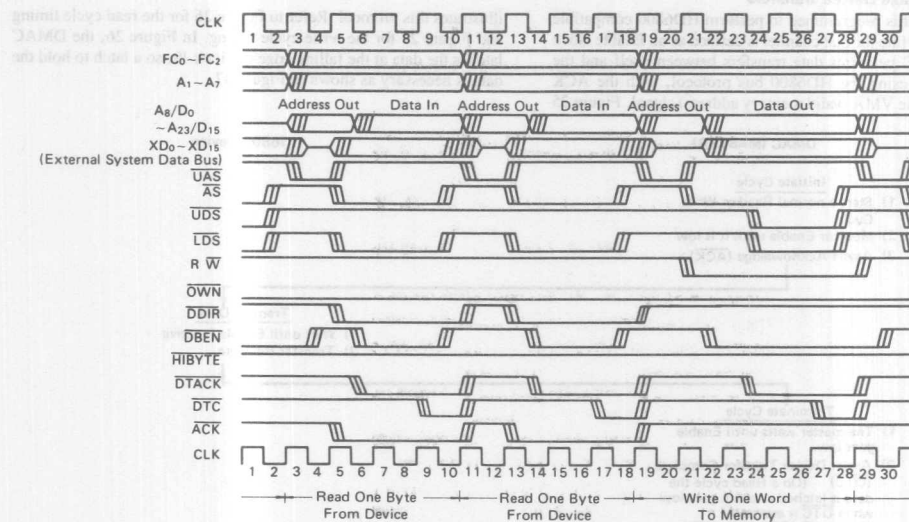 CLK
1 2 3 4 5 6 7 8 9 10 11 12 13 14 15 16 17 18 19 20 21 22 23 24 25 26 27 28 29 30
FC0~FC2
A1~A7
Address Out Data In Address Out Data In Address Out Data Out
A8/D0
~A23/D15
XD0~XD15
(External System Data Bus)
UAS
AS
UDS
LDS
R W
OWN
DDIR
DBEN
HIBYTE
DTACK
DTC
ACK
CLK
1 2 3 4 5 6 7 8 9 10 11 12 13 14 15 16 17 18 19 20 21 22 23 24 25 26 27 28 29 30
Read One Byte Read One Byte Write One Word
From Device From Device To Memory